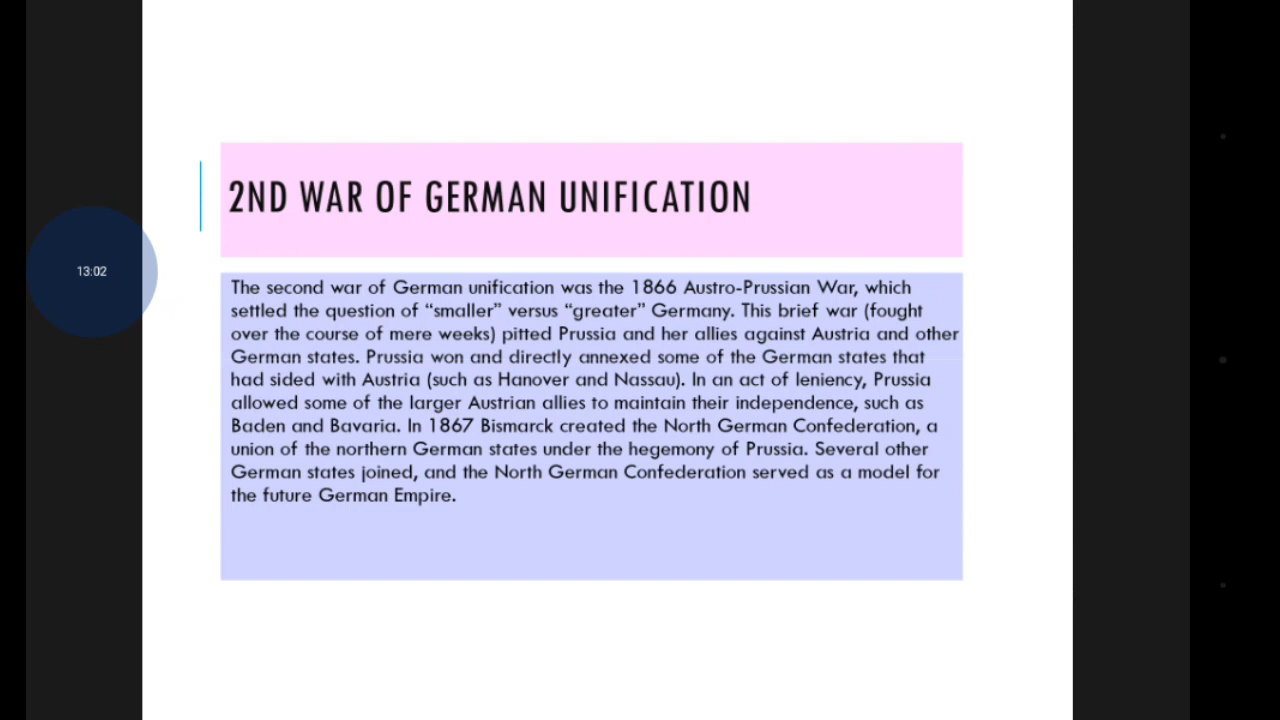 2ND WAR OF GERMAN UNIFICATION
13:02
The second war of German unification was the 1866 Austro-Prussian War, which
settled the question of “smaller” versus “greater” Germany. This brief war (fought
over the course of mere weeks) pitted Prussia and her allies against Austria and other
German states. Prussia won and directly annexed some of the German states that
had sided with Austria (such as Hanover and Nassau). In an act of leniency, Prussia
allowed some of the larger Austrian allies to maintain their independence, such as
Baden and Bavaria. In 1867 Bismarck created the North German Confederation, a
union of the northern German states under the hegemony of Prussia. Several other
German states joined, and the North German Confederation served as a model for
the future German Empire.